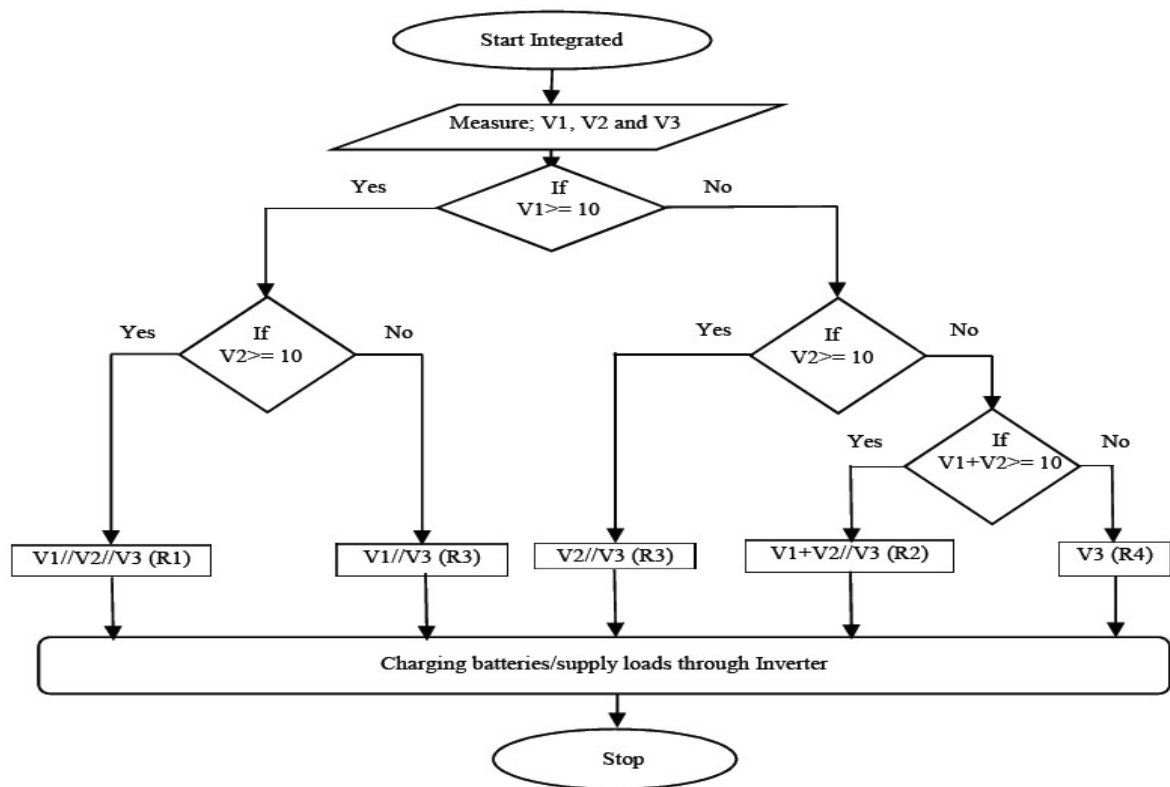 Start Integrated
Measure; V1, V2 and V3
Yes
If
No
V1>= 10
Yes
If
No
V2>= 10
Yes
If
No
V2>= 10
Yes
If
No
V1+V2>= 10
V1//V2//V3 (R1)
V1//V3 (R3)
V2//V3 (R3)
V1+V2//V3 (R2)
V3 (R4)
Charging batteries/supply loads through Inverter
Stop